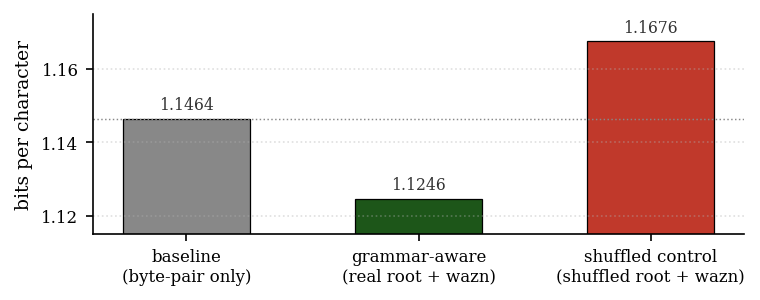 1.1676
1.16
1.1464
1.14
1.1246
1.12
bits per character
baseline
(byte-pair only)
grammar-aware
(real root + wazn)
shuffled control
(shuffled root + wazn)